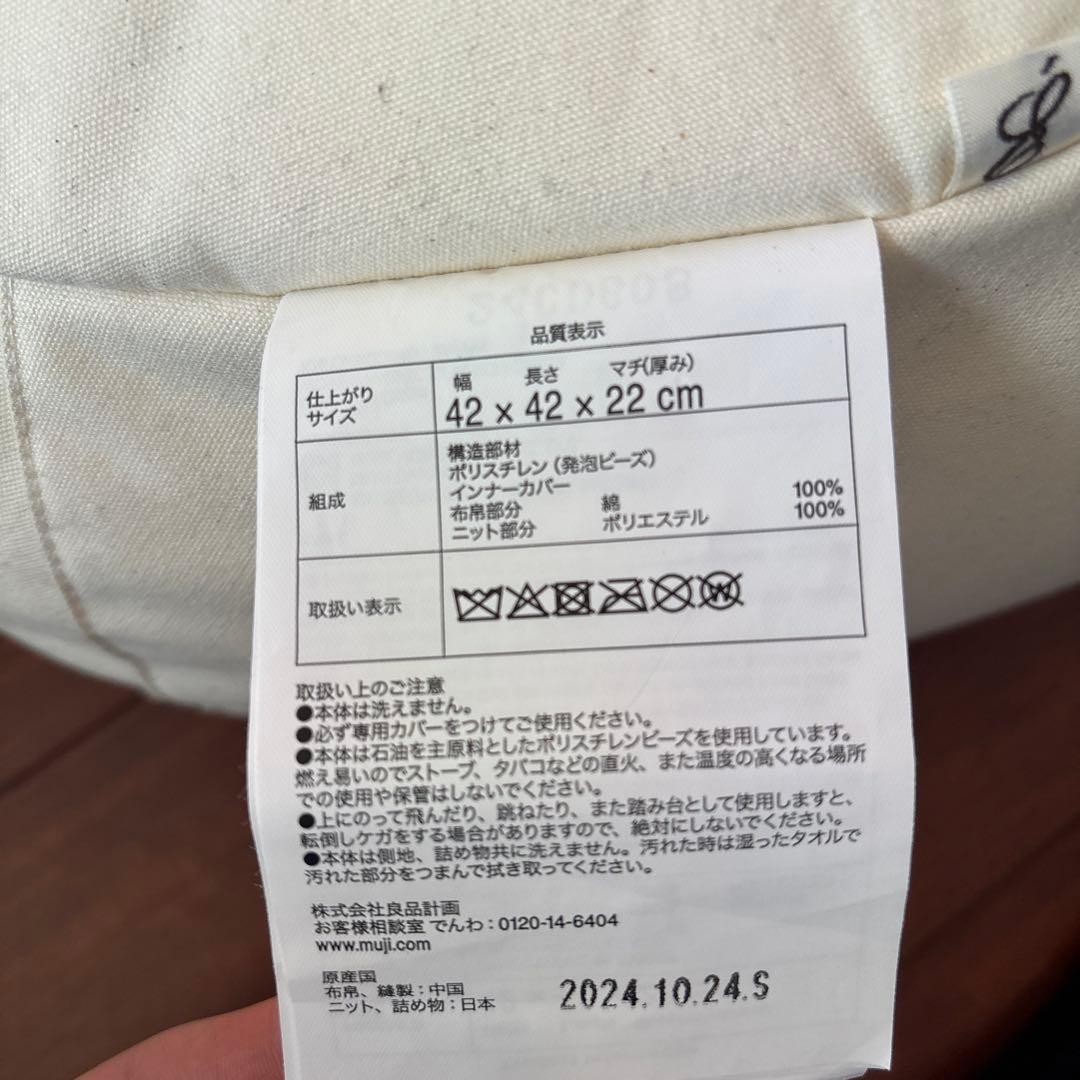 品質表示
仕上がり
サイズ
幅 長さ マチ(厚み)
42 x 42 x 22 cm
組成
構造部材
ポリスチレン(発泡ビーズ)
インナーカバー
布帛部分 綿 100%
ニット部分 ポリエステル 100%
取扱い表示
W
取扱い上のご注意
●本体は洗えません。
●必ず専用カバーをつけてご使用ください。
●本体は石油を主原料としたポリスチレンビーズを使用しています。
燃え易いのでストーブ、タバコなどの直火、また温度の高くなる場所
での使用や保管はしないでください。
●上にのって飛んだり、跳ねたり、また踏み台として使用しますと、
転倒しケガをする場合がありますので、絶対にしないでください。
●本体は側地、詰め物共に洗えません。汚れた時は湿ったタオルで
汚れた部分をつまんで拭き取ってください。
株式会社良品計画
お客様相談室 でんわ:0120-14-6404
www.muji.com
原産国
布帛、縫製:中国
ニット、詰め物:日本
2024.10.24.S